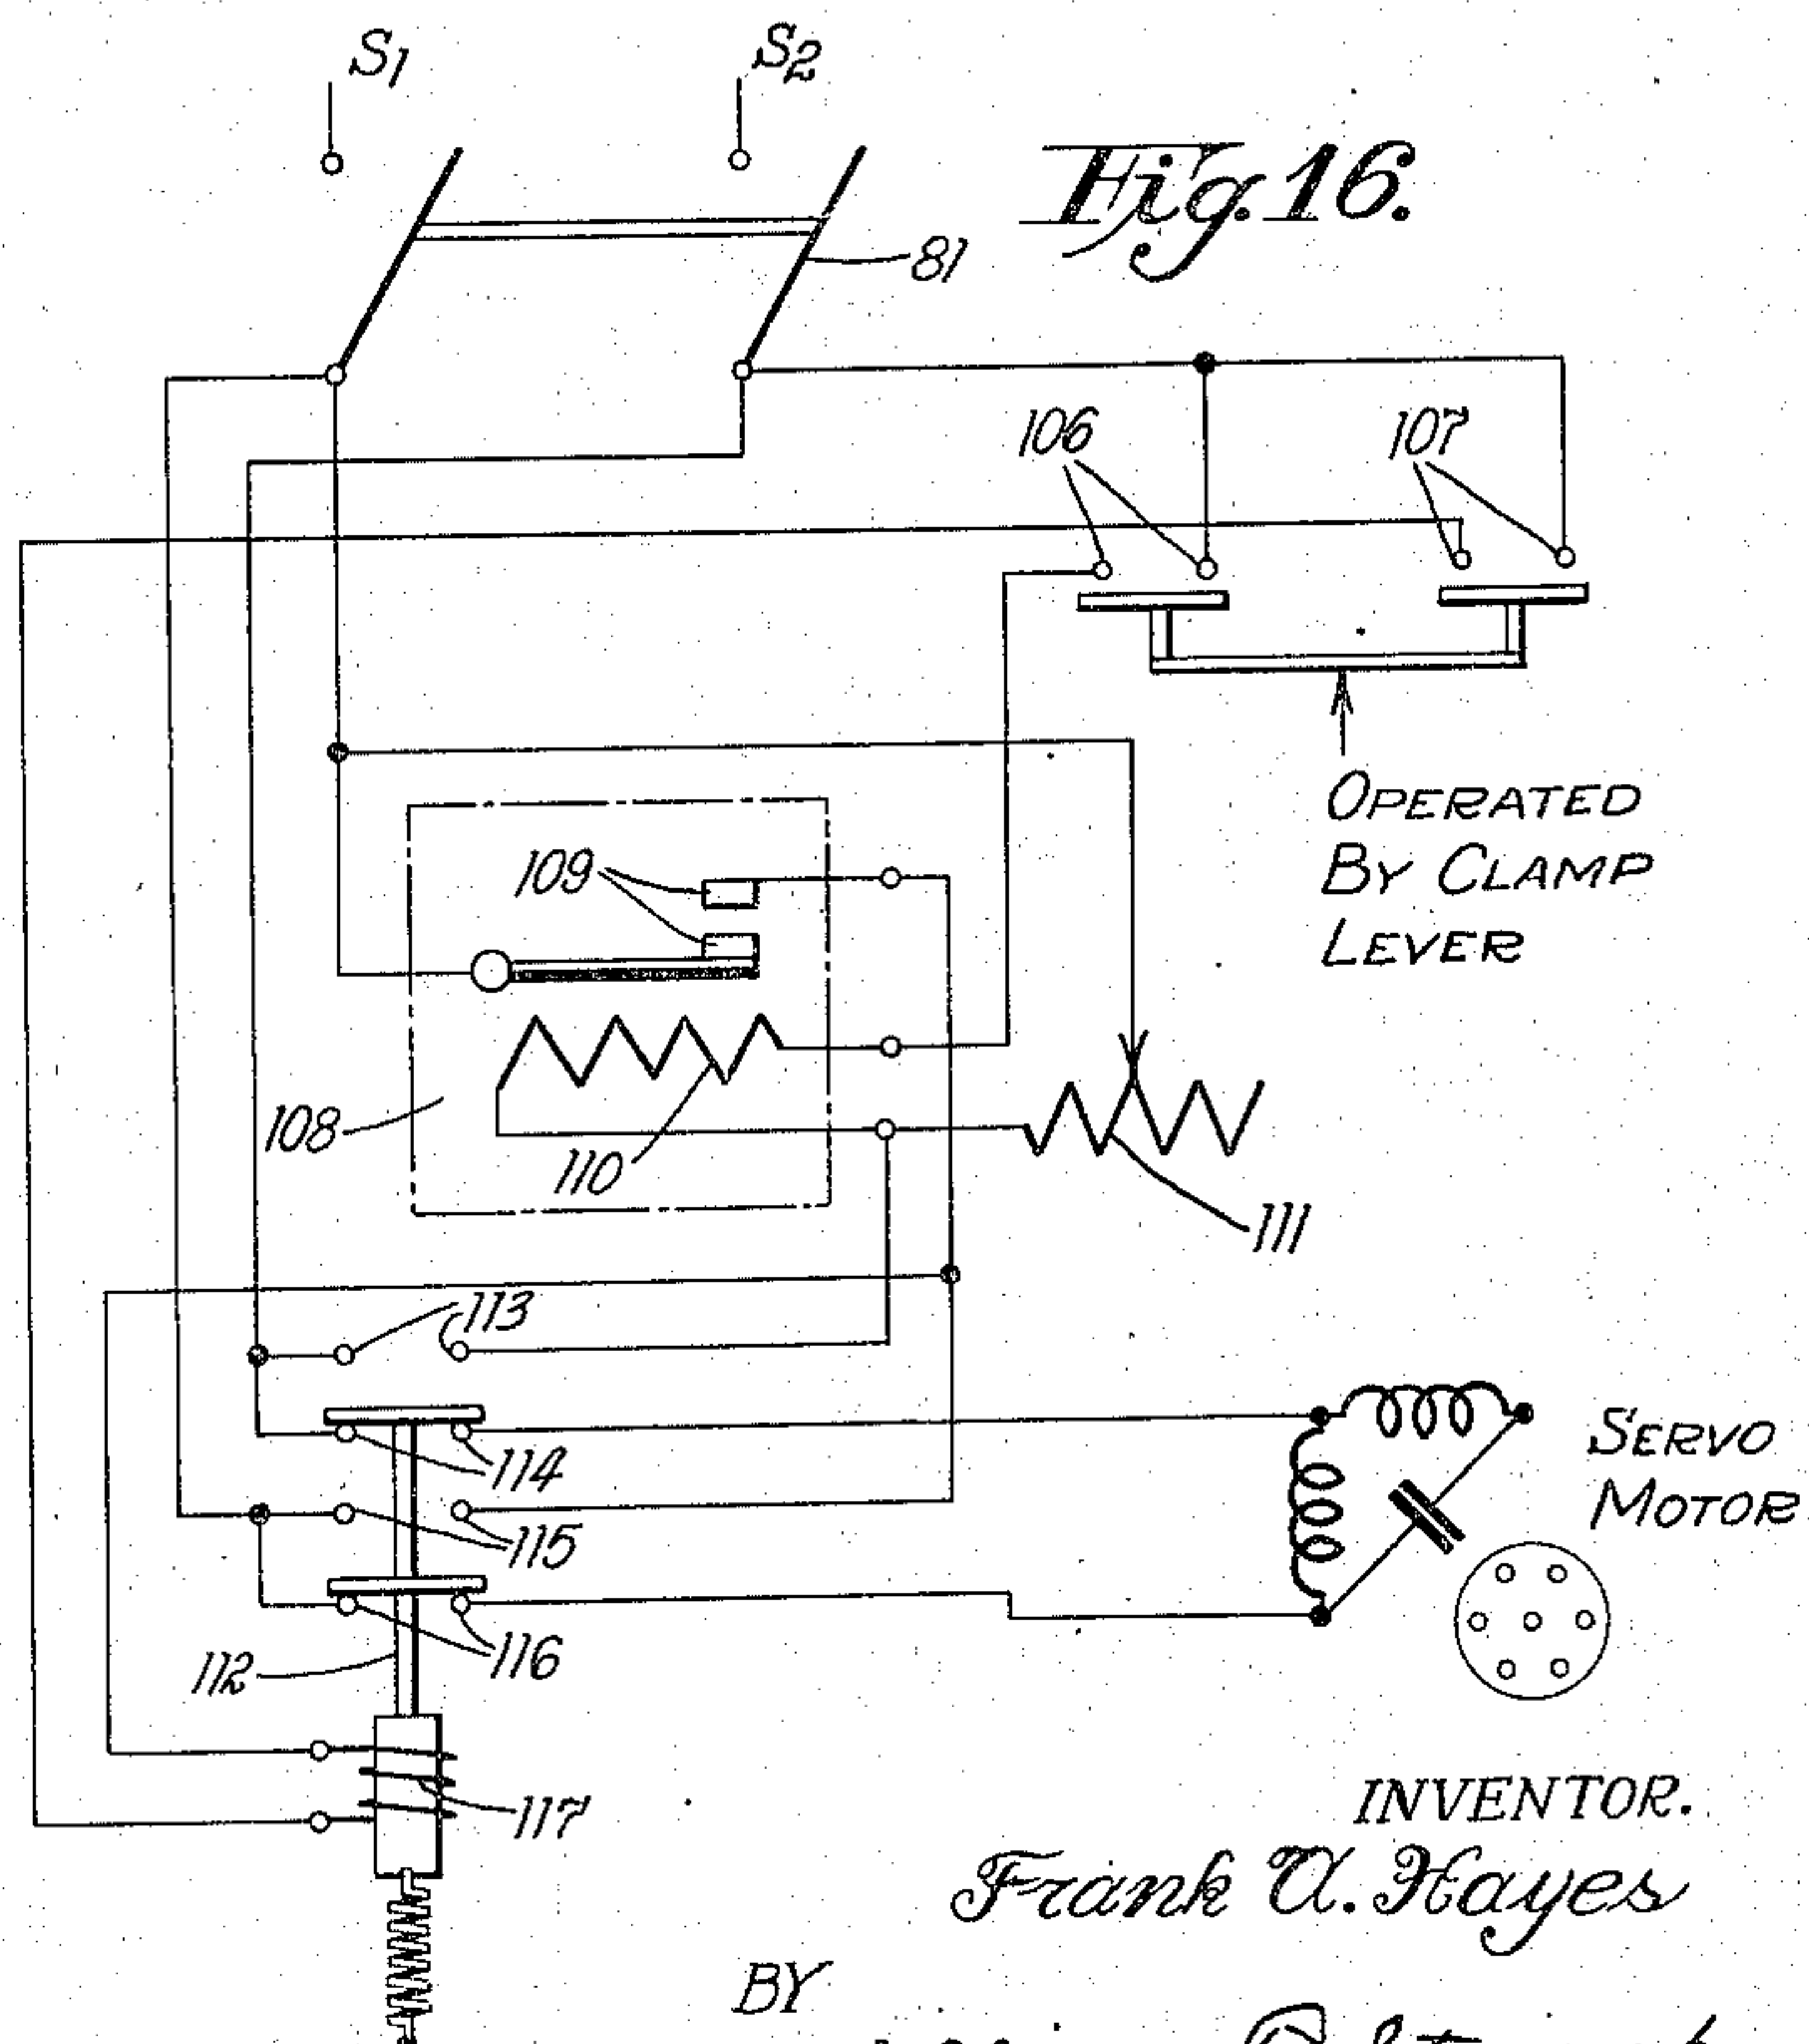 S1
S2
Fig. 16.
81
106
107
OPERATED
BY CLAMP
LEVER
109
108
110
111
113
114
115
116
112
117
SERVO
MOTOR
INVENTOR.
Frank A. Hayes
BY